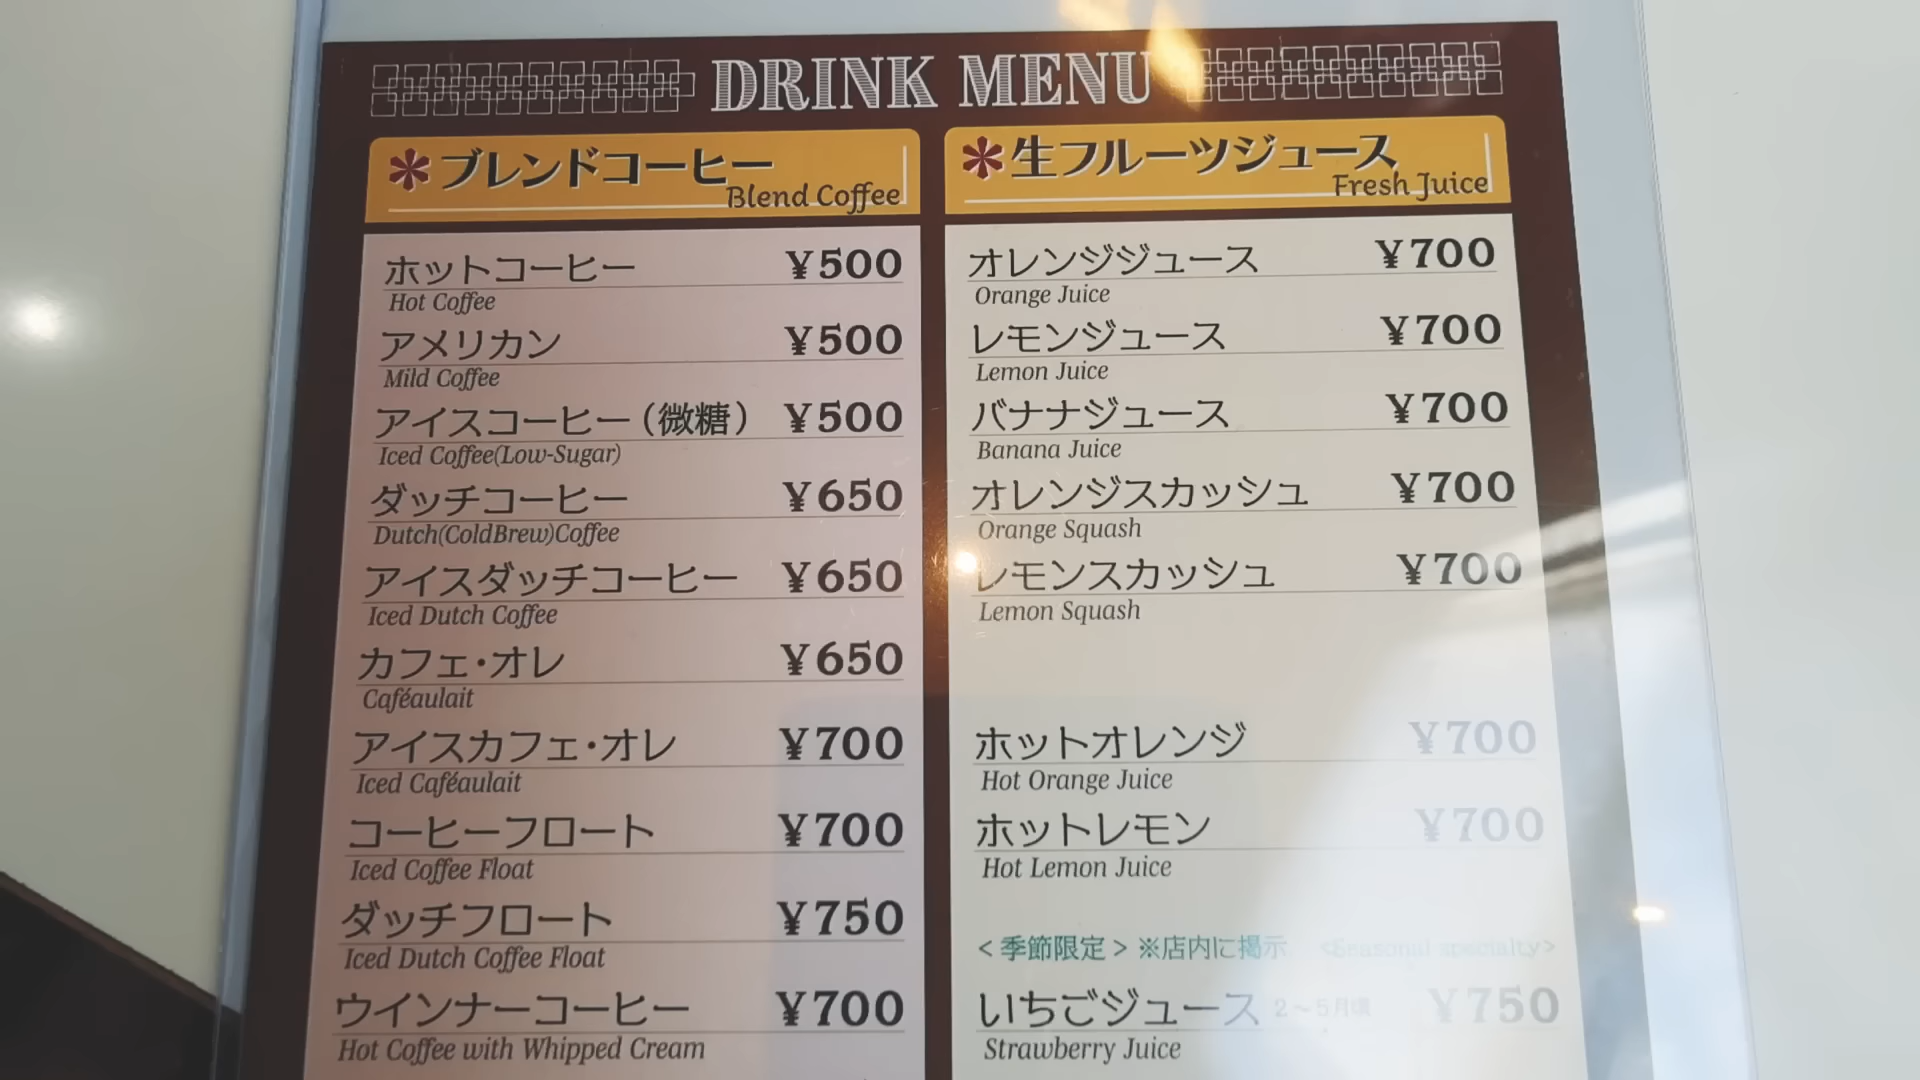 DRINK MENU
*ブレンドコーヒー
Blend Coffee
ホットコーヒー ¥500
Hot Coffee
アメリカン ¥500
Mild Coffee
アイスコーヒー(微糖) ¥500
Iced Coffee(Low-Sugar)
ダッチコーヒー ¥650
Dutch(ColdBrew)Coffee
アイスダッチコーヒー ¥650
Iced Dutch Coffee
カフェ・オレ ¥650
Caféaulait
アイスカフェ・オレ ¥700
Iced Caféaulait
コーヒーフロート ¥700
Iced Coffee Float
ダッチフロート ¥750
Iced Dutch Coffee Float
ウインナーコーヒー ¥700
Hot Coffee with Whipped Cream
*生フルーツジュース
Fresh Juice
オレンジジュース ¥700
Orange Juice
レモンジュース ¥700
Lemon Juice
バナナジュース ¥700
Banana Juice
オレンジスカッシュ ¥700
Orange Squash
レモンスカッシュ ¥700
Lemon Squash
ホットオレンジ ¥700
Hot Orange Juice
ホットレモン ¥700
Hot Lemon Juice
<季節限定>※店内に掲示 specialty>
いちごジュース 2~5月頃 ¥750
Strawberry Juice